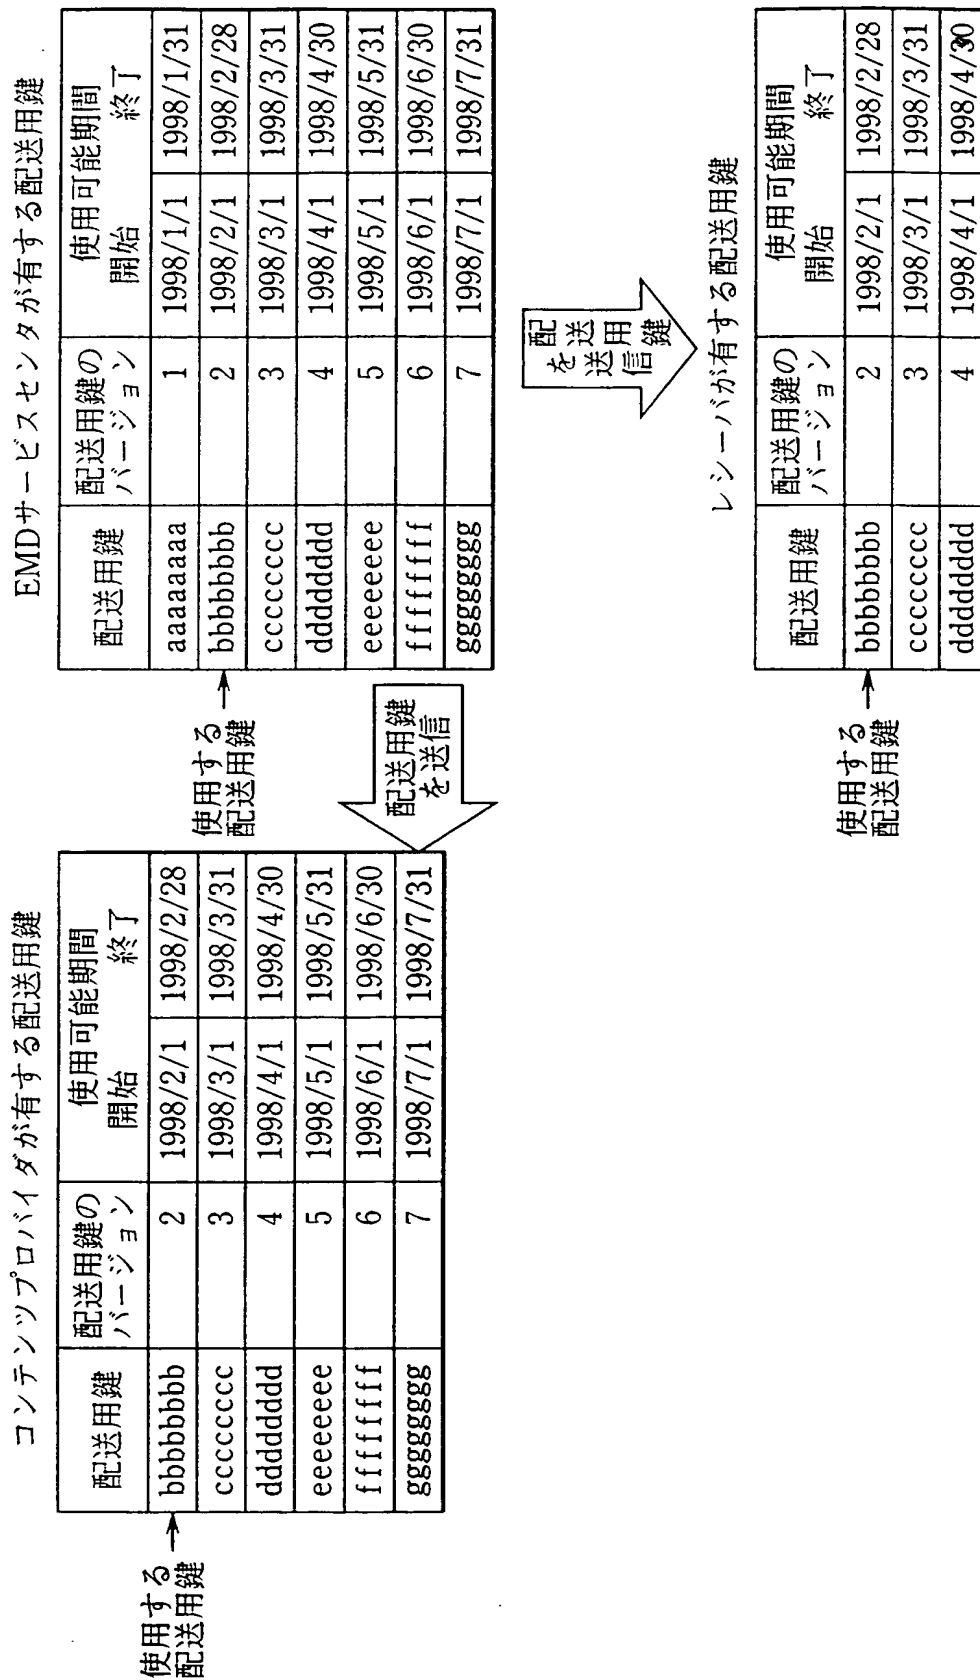 コンテンツプロバイダが有する配送用鍵
配送用鍵 配送用鍵のバージョン 使用可能期間 開始 終了
bbbbbbbb 2 1998/2/1 1998/2/28
cccccccc 3 1998/3/1 1998/3/31
dddddddd 4 1998/4/1 1998/4/30
eeeeeeee 5 1998/5/1 1998/5/31
ffffffff 6 1998/6/1 1998/6/30
gggggggg 7 1998/7/1 1998/7/31
使用する
配送用鍵
EMDサービスセンタが有する配送用鍵
配送用鍵 配送用鍵のバージョン 使用可能期間 開始 終了
aaaaaaaa 1 1998/1/1 1998/1/31
bbbbbbbb 2 1998/2/1 1998/2/28
cccccccc 3 1998/3/1 1998/3/31
dddddddd 4 1998/4/1 1998/4/30
eeeeeeee 5 1998/5/1 1998/5/31
ffffffff 6 1998/6/1 1998/6/30
gggggggg 7 1998/7/1 1998/7/31
使用する
配送用鍵
配送用鍵
を送信
配送用鍵
を送信
レシーバが有する配送用鍵
配送用鍵 配送用鍵のバージョン 使用可能期間 開始 終了
bbbbbbbb 2 1998/2/1 1998/2/28
cccccccc 3 1998/3/1 1998/3/31
dddddddd 4 1998/4/1 1998/4/30
使用する
配送用鍵